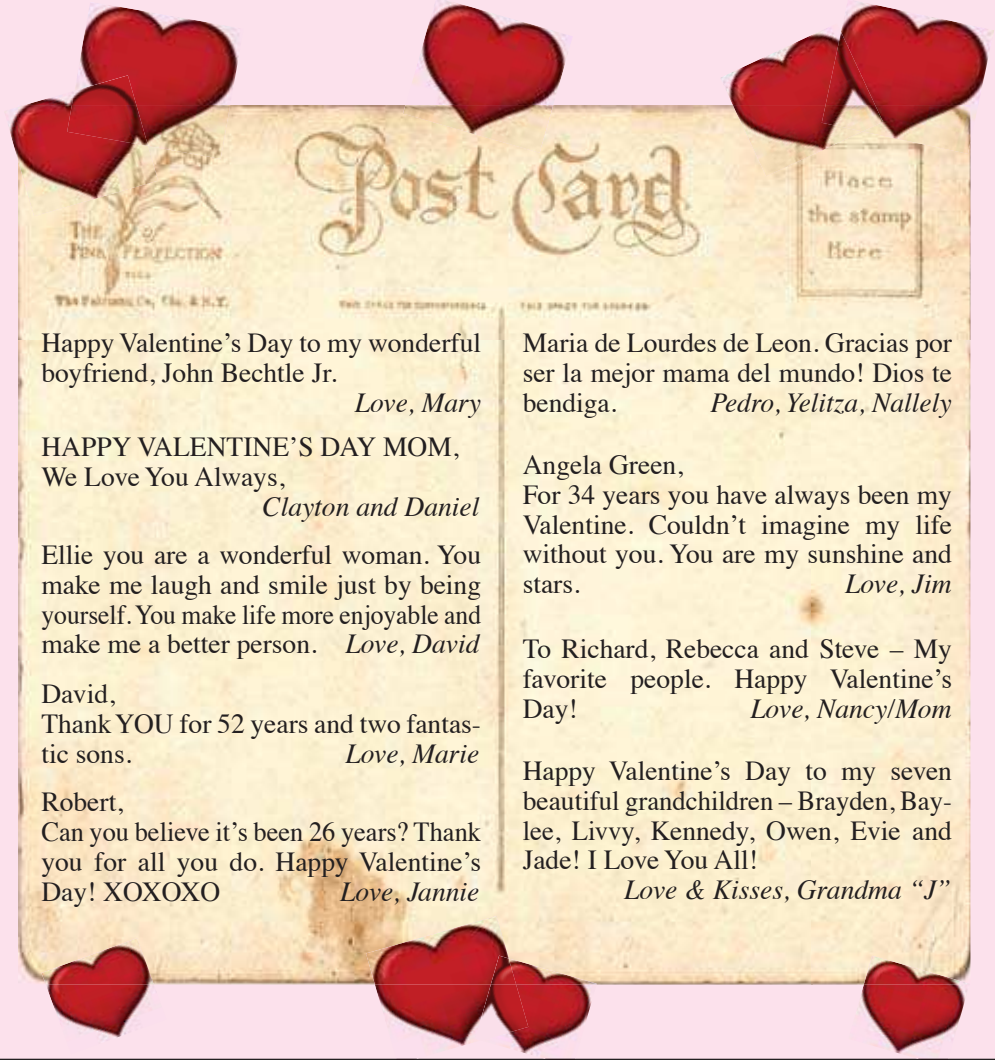 Post Card
THE of
PINK PERFECTION
Place
the stamp
Here
THIS SPACE FOR CORRESPONDENCE
Happy Valentine’s Day to my wonderful
boyfriend, John Bechtle Jr.
Love, Mary
HAPPY VALENTINE’S DAY MOM,
We Love You Always,
Clayton and Daniel
Ellie you are a wonderful woman. You
make me laugh and smile just by being
yourself. You make life more enjoyable and
make me a better person. Love, David
David,
Thank YOU for 52 years and two fantas-
tic sons. Love, Marie
Robert,
Can you believe it’s been 26 years? Thank
you for all you do. Happy Valentine’s
Day! XOXOXO Love, Jannie
Maria de Lourdes de Leon. Gracias por
ser la mejor mama del mundo! Dios te
bendiga. Pedro, Yelitza, Nallely
Angela Green,
For 34 years you have always been my
Valentine. Couldn’t imagine my life
without you. You are my sunshine and
stars. Love, Jim
To Richard, Rebecca and Steve – My
favorite people. Happy Valentine’s
Day! Love, Nancy/Mom
Happy Valentine’s Day to my seven
beautiful grandchildren – Brayden, Bay-
lee, Livvy, Kennedy, Owen, Evie and
Jade! I Love You All!
Love & Kisses, Grandma “J”